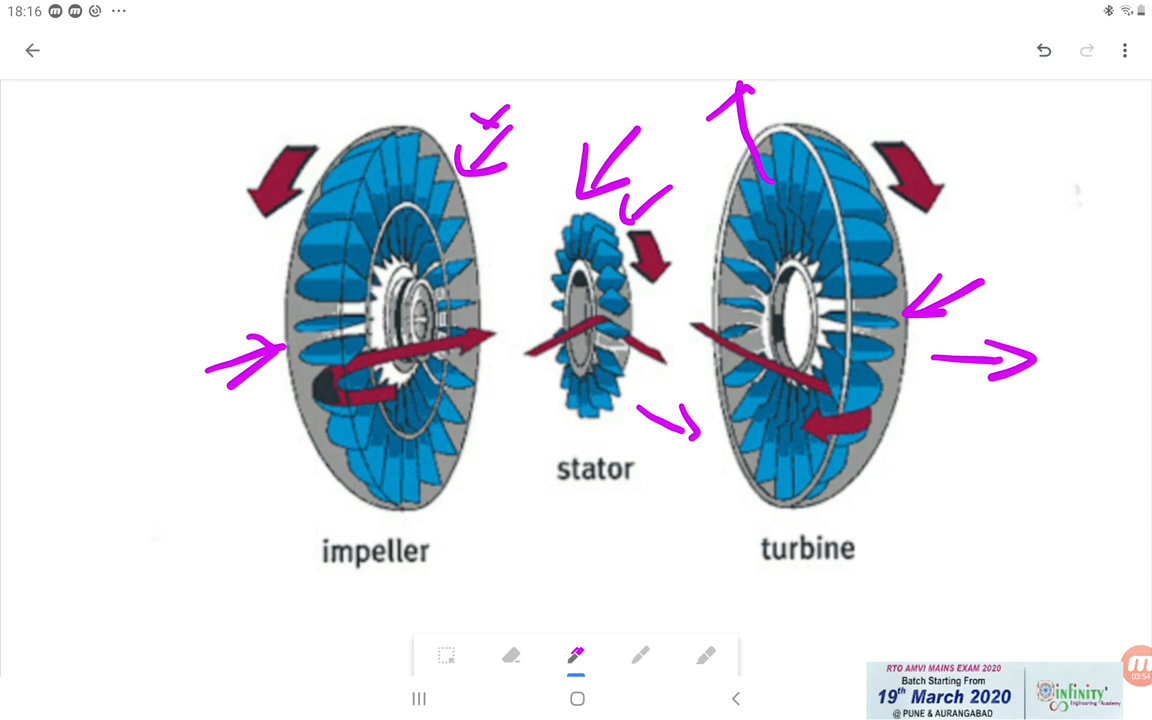 18:16
stator
impeller
turbine
RTO AMVI MAINS EXAM 2020
Batch Starting From
19th March 2020
@ PUNE & AURANGABAD
infinity
Engineering Academy
03:54